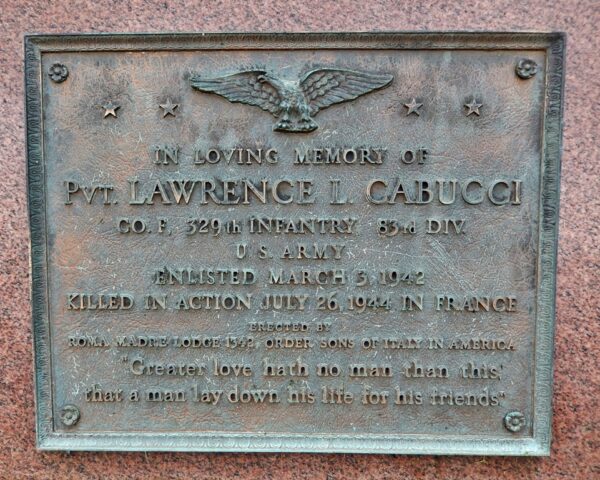 IN LOVING MEMORY OF
PVT. LAWRENCE L. GABUCCI
CO. F, 329th INFANTRY 83rd DIV.
U S. ARMY
ENLISTED MARCH 3, 1942
KILLED IN ACTION JULY 26, 1944 IN FRANCE
ERECTED BY
ROMA MADRE LODGE 1342, ORDER SONS OF ITALY IN AMERICA
"Greater love hath no man than this,
that a man lay down his life for his friends"